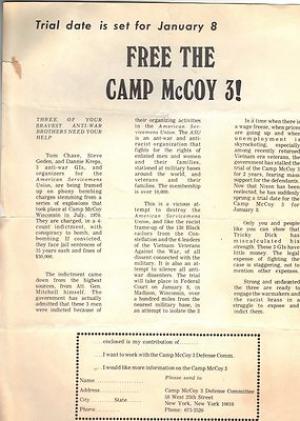 Trial date is set for January 8
FREE THE
CAMP McCOY 3!
THREE OF YOUR
BRAVEST ANTI-WAR
BROTHERS NEED YOUR
HELP
Tom Chase, Steve
Geden, and Dannie Kreps,
3 anti-war GIs, and
organizers for the
American Servicemens
Union, are being framed
up on phony bombing
charges stemming from a
series of explosions that
took place at Camp McCoy
Wisconsin in July, 1970.
They are charged, in a 4
count indictment, with
conspiracy to bomb, and
bombing. If convicted,
they face jail sentences of
35 years each and fines of
$30,000.
The indictment came
down from the highest
sources, from Att. Gen.
Mitchell himself. The
government has actually
admitted that these 3 men
were indicted because of
their organizing activities
in the American Ser-
vicemens Union. The ASU
is an anti-war and anti-
racist organization that
fights for the rights of
enlisted men and women
and their families,
stationed at military bases
around the world, and
veterans and their
families. The membership
is over 10,000.
This is a vicious at-
tempt to destroy the
American Servicemens
Union, and like the racist
frame-up of the 138 Black
sailors from the Con-
stellation and the 6 leaders
of the Vietnam Veterans
Against the War, of all
dissent connected with the
military. It is also an at-
tempt to silence all anti-
war dissenters. The trial
will take place in Federal
Court on January 8, in
Madison, Wisconsin, over
a hundred miles from the
nearest military base, in
an attempt to isolate the 3
In a time when there is
a wage freeze, when prices
are going up and when
unemployment is
skyrocketing, especially
among recently returned
Vietnam era veterans, the
government has stalled the
trial of the Camp McCoy 3
for 2 years, fearing mass
support for the defendants.
Now that Nixon has been
reelected, he has suddenly
sprung a trial date for the
Camp McCoy 3 for
January 8.
Only you and people
like you can show that
Tricky Dick has
miscalculated his
strength. These 3 GIs have
little money. The legal
expense of fighting the
case is staggering, not to
mention other expenses.
Strong and undaunted
the three are ready to
engage the warmakers and
the racist brass in a
struggle to expose and
indict them.
enclosed is my contribution of
I want to work with the Camp McCoy 3 Defense Comm.
I would like more information on the Camp McCoy 3
Name
Please send to
Address
Camp McCoy 3 Defense Committee
City State
58 West 25th Street
New York, New York 10010
Phone
Phone: 675-2520